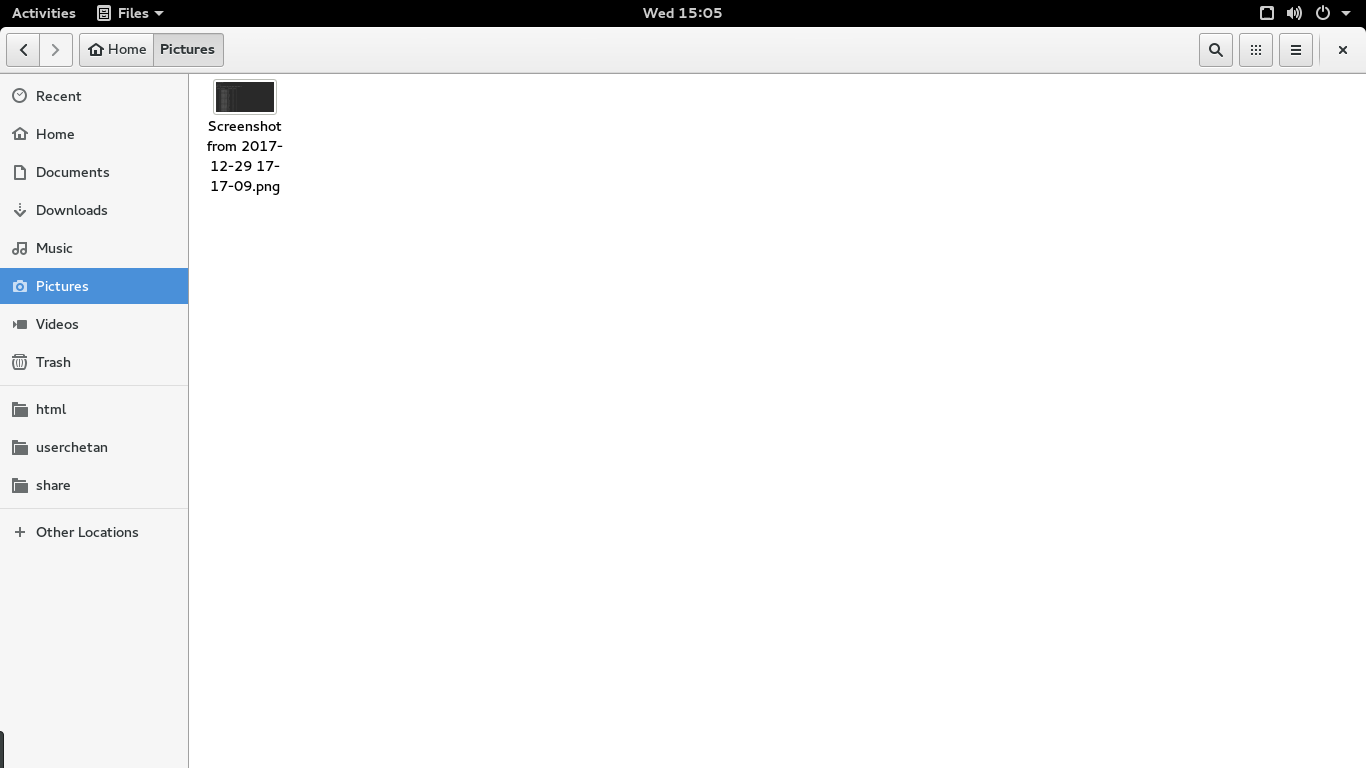 Activities Files Wed 15:05
Home Pictures
Recent
Home
Documents
Downloads
Music
Pictures
Videos
Trash
html
userchetan
share
Other Locations
Screenshot
from 2017-
12-29 17-
17-09.png